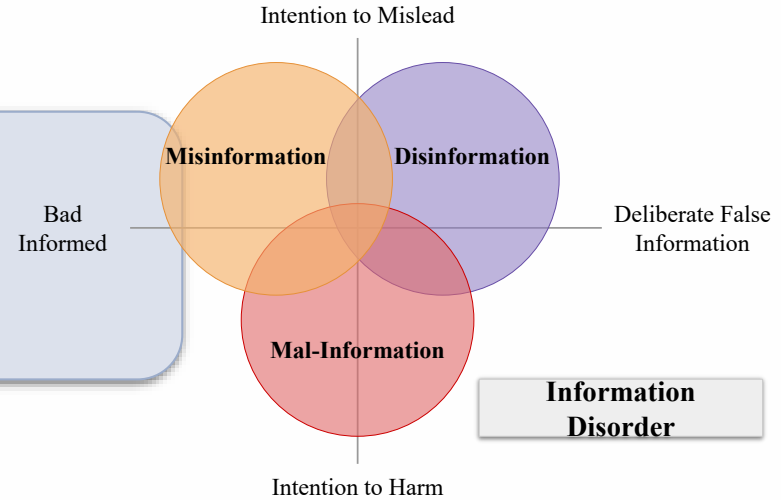 Intention to Mislead
Misinformation
Disinformation
Bad
Informed
Deliberate False
Information
Mal-Information
Information
Disorder
Intention to Harm